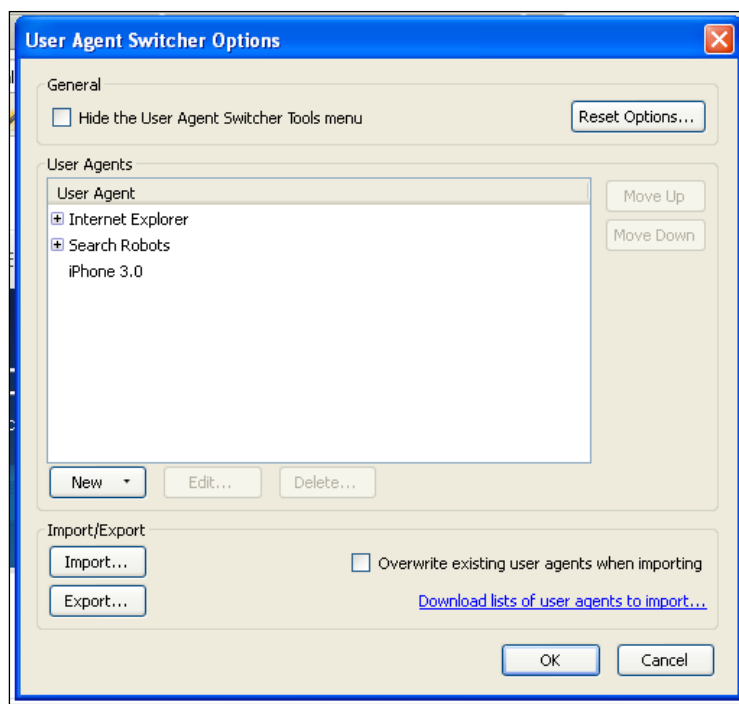 User Agent Switcher Options
General
Hide the User Agent Switcher Tools menu
Reset Options...
User Agents
User Agent
Move Up
Internet Explorer
Move Down
Search Robots
iPhone 3.0
New
Edit...
Delete...
Import/Export
Import...
Overwrite existing user agents when importing
Export...
Download lists of user agents to import...
OK
Cancel